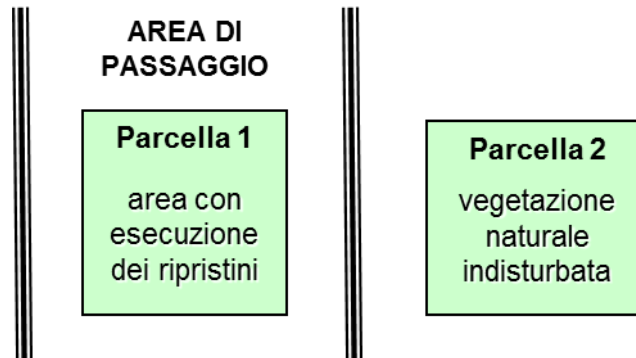 AREA DI
PASSAGGIO
Parcella 1
area con
esecuzione
dei ripristini
Parcella 2
vegetazione
naturale
indisturbata